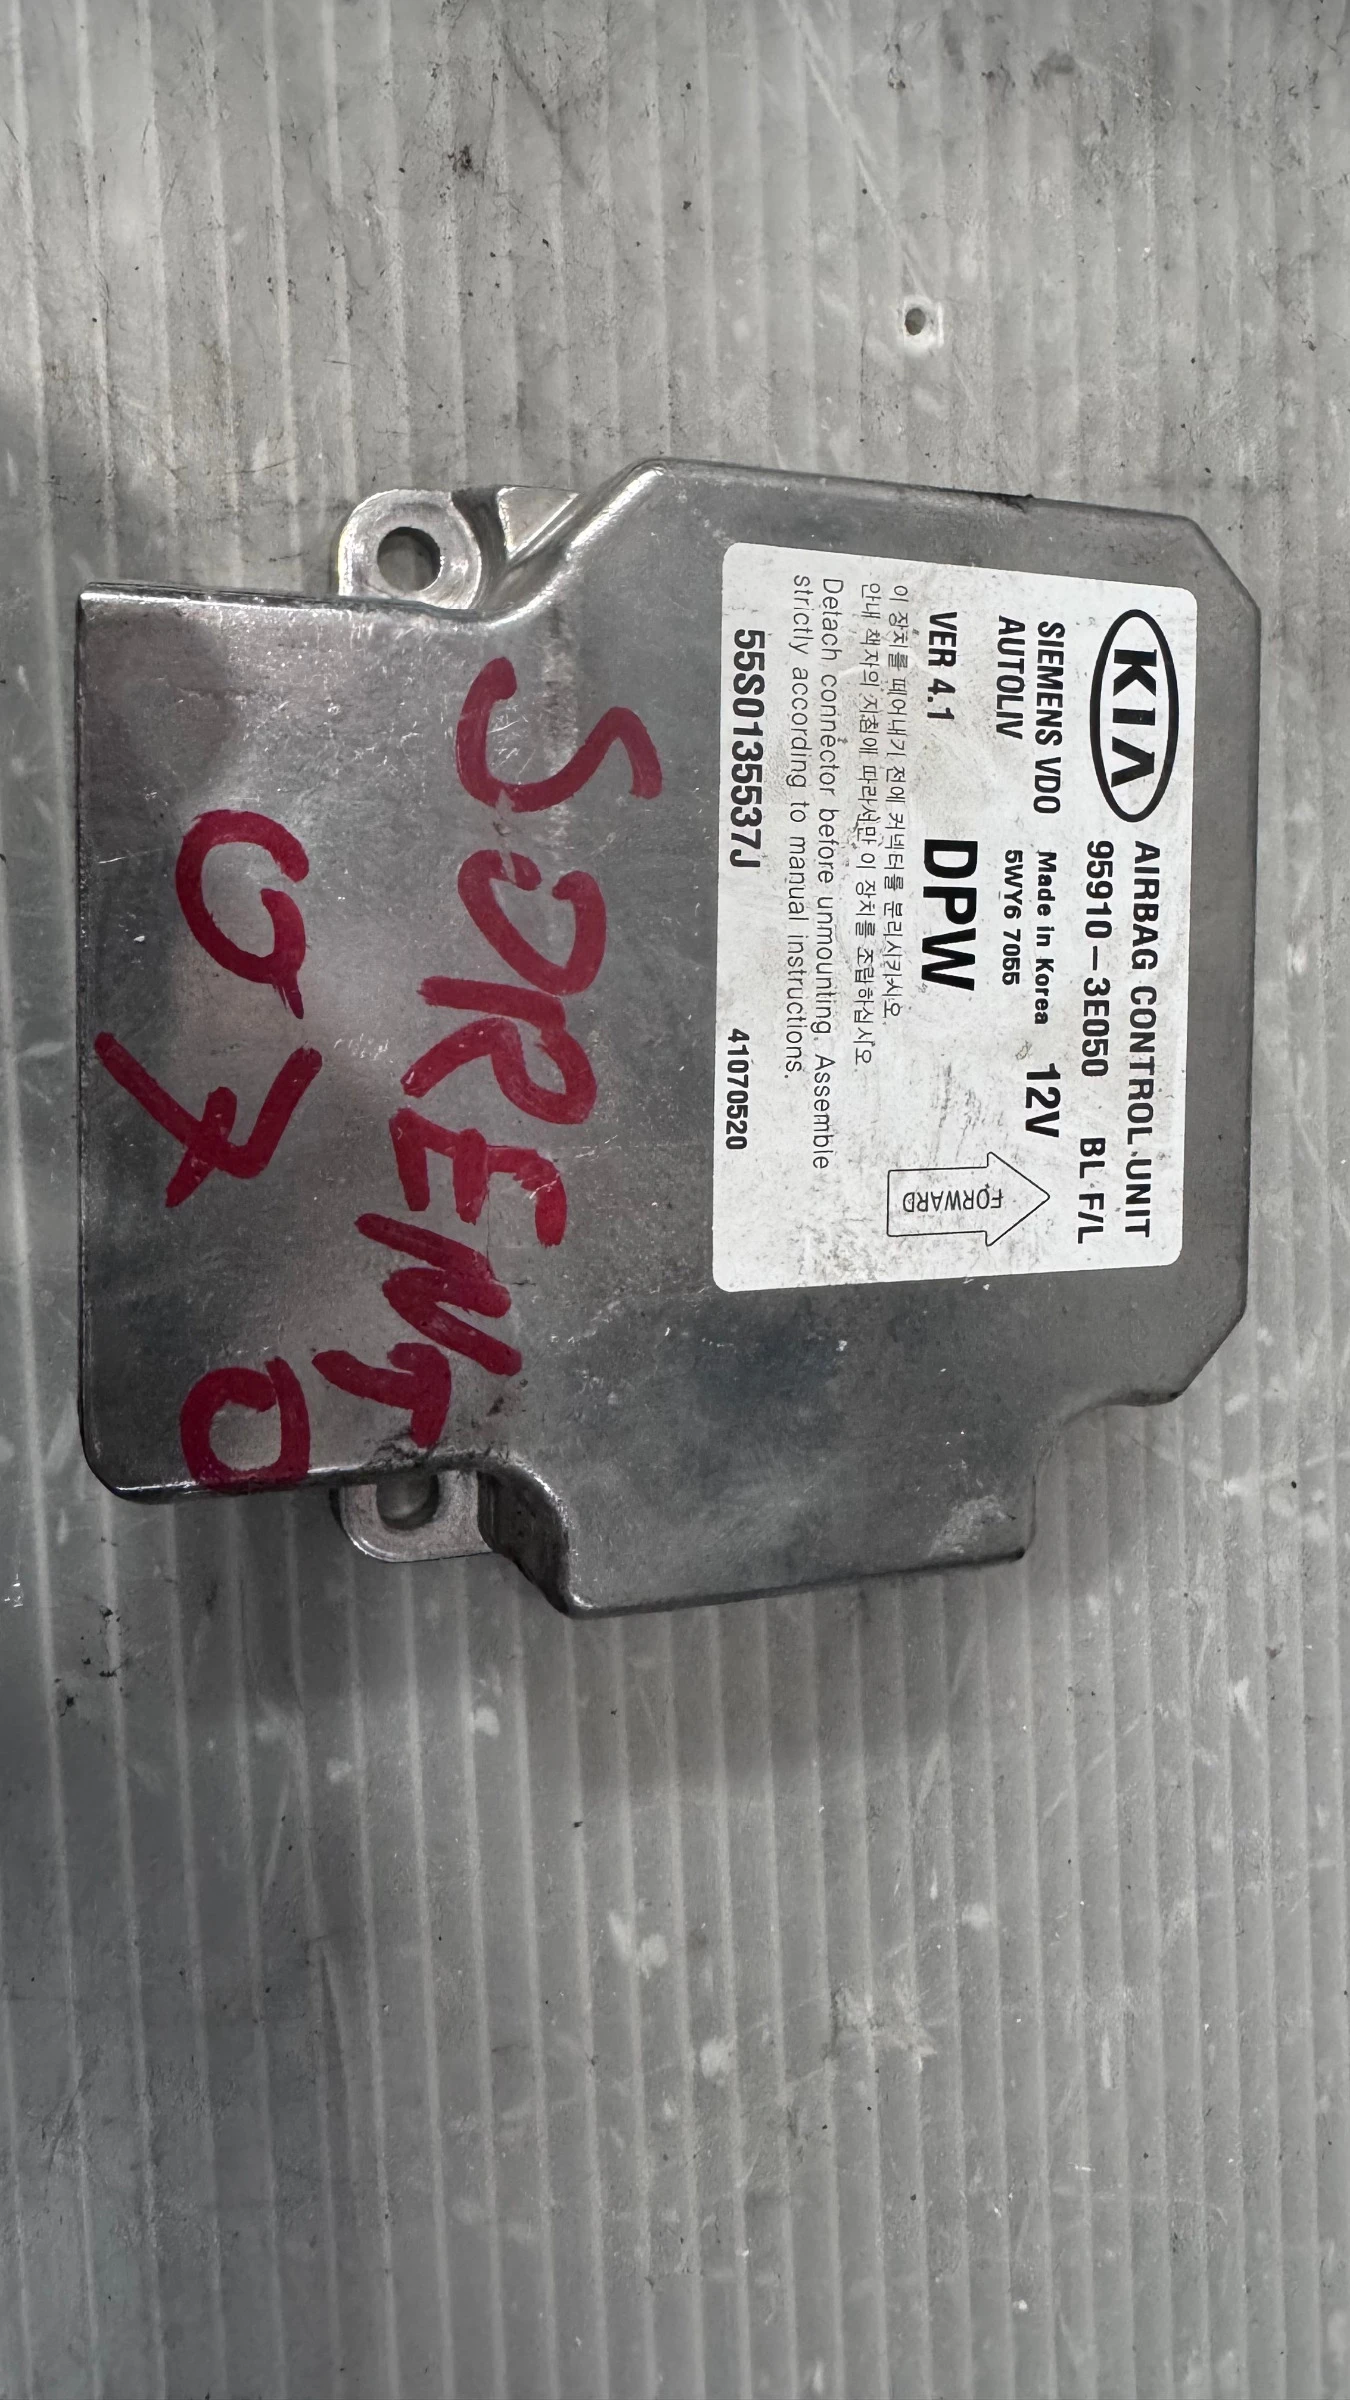 KIA AIRBAG CONTROL UNIT
95910-3E050 BL F/L
SIEMENS VDO Made in Korea 12V
AUTOLIV 5WY6 7055
VER 4.1 DPW
FORWARD
이 장치를 떼어내기 전에 커넥터를 분리시키시오.
안내 책자의 지침에 따라서만 이 장치를 조립하십시오.
Detach connector before unmounting. Assemble
strictly according to manual instructions.
55S0135537J 41070520
SORENTO
07